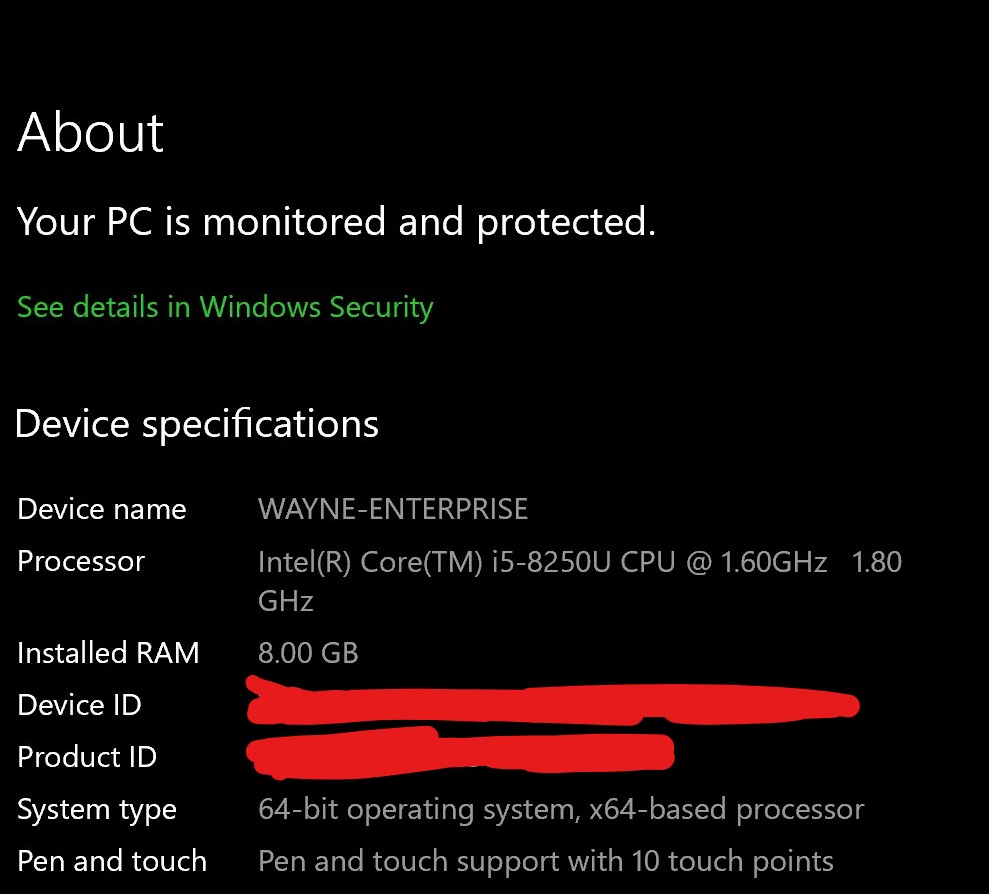 About
Your PC is monitored and protected.
See details in Windows Security
Device specifications
Device name WAYNE-ENTERPRISE
Processor Intel(R) Core(TM) i5-8250U CPU @ 1.60GHz 1.80
GHz
Installed RAM 8.00 GB
Device ID
Product ID
System type 64-bit operating system, x64-based processor
Pen and touch Pen and touch support with 10 touch points